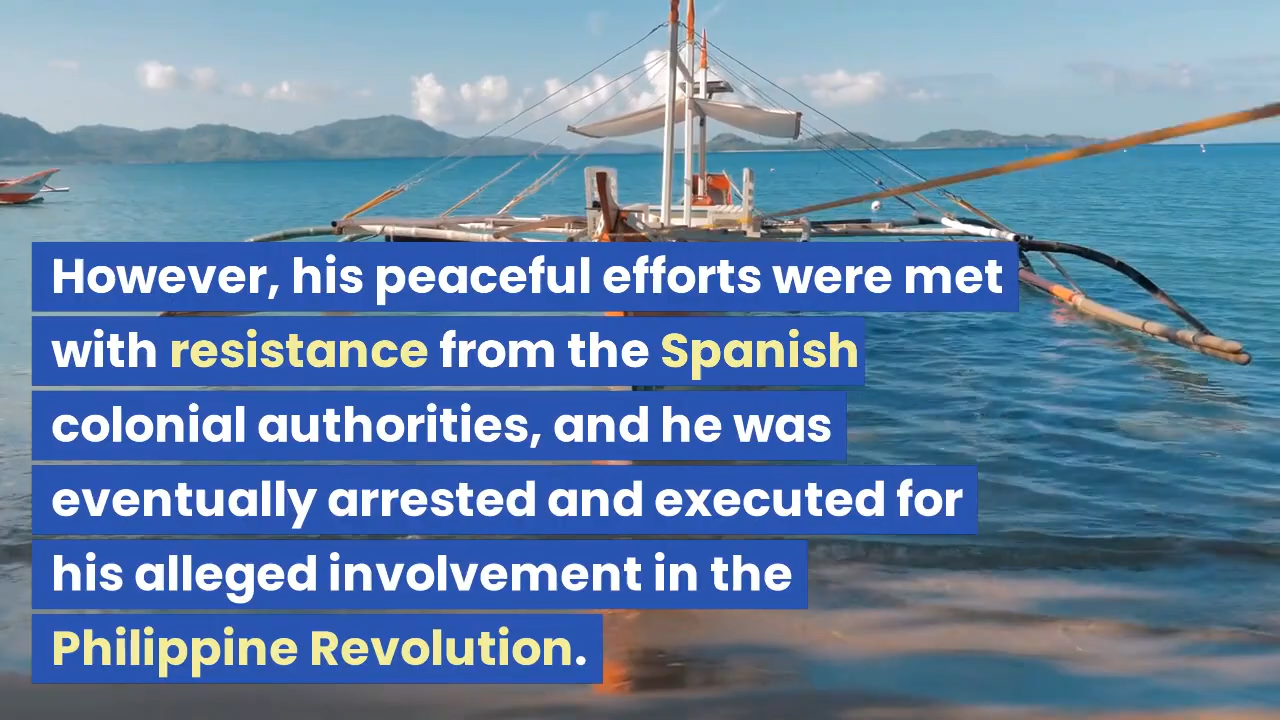 However, his peaceful efforts were met
with resistance from the Spanish
colonial authorities, and he was
eventually arrested and executed for
his alleged involvement in the
Philippine Revolution.